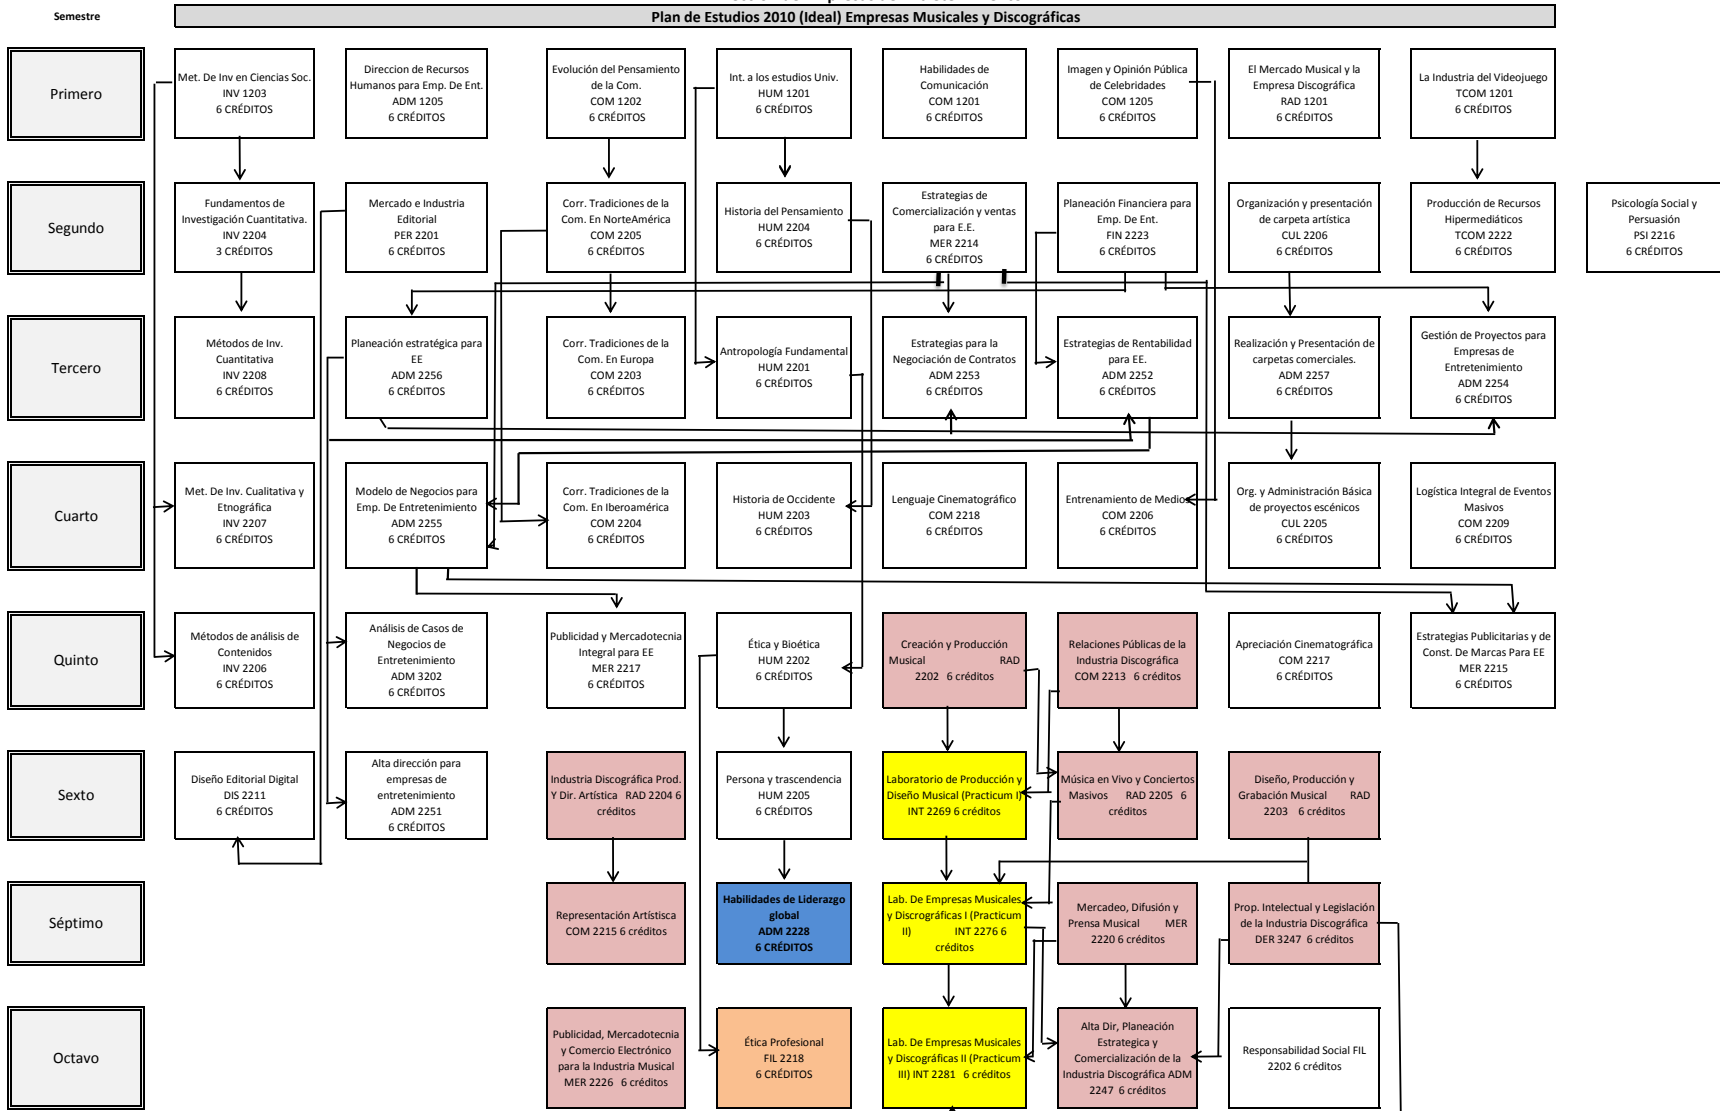 Semestre
Plan de Estudios 2010 (Ideal) Empresas Musicales y Discográficas
Primero
Met. De Inv en Ciencias Soc.
INV 1203
6 CRÉDITOS
Direccion de Recursos
Humanos para Emp. De Ent.
ADM 1205
6 CRÉDITOS
Evolución del Pensamiento
de la Com.
COM 1202
6 CRÉDITOS
Int. a los estudios Univ.
HUM 1201
6 CRÉDITOS
Habilidades de
Comunicación
COM 1201
6 CRÉDITOS
Imagen y Opinión Pública
de Celebridades
COM 1205
6 CRÉDITOS
El Mercado Musical y la
Empresa Discográfica
RAD 1201
6 CRÉDITOS
La Industria del Videojuego
TCOM 1201
6 CRÉDITOS
Segundo
Fundamentos de
Investigación Cuantitativa.
INV 2204
3 CRÉDITOS
Mercado e Industria
Editorial
PER 2201
6 CRÉDITOS
Corr. Tradiciones de la
Com. En NorteAmérica
COM 2205
6 CRÉDITOS
Historia del Pensamiento
HUM 2204
6 CRÉDITOS
Estrategias de
Comercialización y ventas
para E.E.
MER 2214
6 CRÉDITOS
Planeación Financiera para
Emp. De Ent.
FIN 2223
6 CRÉDITOS
Organización y presentación
de carpeta artística
CUL 2206
6 CRÉDITOS
Producción de Recursos
Hipermediáticos
TCOM 2222
6 CRÉDITOS
Psicología Social y
Persuasión
PSI 2216
6 CRÉDITOS
Tercero
Métodos de Inv.
Cuantitativa
INV 2208
6 CRÉDITOS
Planeación estratégica para
EE
ADM 2256
6 CRÉDITOS
Corr. Tradiciones de la
Com. En Europa
COM 2203
6 CRÉDITOS
Antropología Fundamental
HUM 2201
6 CRÉDITOS
Estrategias para la
Negociación de Contratos
ADM 2253
6 CRÉDITOS
Estrategias de Rentabilidad
para EE.
ADM 2252
6 CRÉDITOS
Realización y Presentación de
carpetas comerciales.
ADM 2257
6 CRÉDITOS
Gestión de Proyectos para
Empresas de
Entretenimiento
ADM 2254
6 CRÉDITOS
Cuarto
Met. De Inv. Cualitativa y
Etnográfica
INV 2207
6 CRÉDITOS
Modelo de Negocios para
Emp. De Entretenimiento
ADM 2255
6 CRÉDITOS
Corr. Tradiciones de la
Com. En Iberoamérica
COM 2204
6 CRÉDITOS
Historia de Occidente
HUM 2203
6 CRÉDITOS
Lenguaje Cinematográfico
COM 2218
6 CRÉDITOS
Entrenamiento de Medios
COM 2206
6 CRÉDITOS
Org. y Administración Básica
de proyectos escénicos
CUL 2205
6 CRÉDITOS
Logística Integral de Eventos
Masivos
COM 2209
6 CRÉDITOS
Quinto
Métodos de análisis de
Contenidos
INV 2206
6 CRÉDITOS
Análisis de Casos de
Negocios de
Entretenimiento
ADM 3202
6 CRÉDITOS
Publicidad y Mercadotecnia
Integral para EE
MER 2217
6 CRÉDITOS
Ética y Bioética
HUM 2202
6 CRÉDITOS
Creación y Producción
Musical RAD
2202 6 créditos
Relaciones Públicas de la
Industria Discográfica
COM 2213 6 créditos
Apreciación Cinematográfica
COM 2217
6 CRÉDITOS
Estrategias Publicitarias y de
Const. De Marcas Para EE
MER 2215
6 CRÉDITOS
Sexto
Diseño Editorial Digital
DIS 2211
6 CRÉDITOS
Alta dirección para
empresas de
entretenimiento
ADM 2251
6 CRÉDITOS
Industria Discográfica Prod.
Y Dir. Artística RAD 2204 6
créditos
Persona y trascendencia
HUM 2205
6 CRÉDITOS
Laboratorio de Producción y
Diseño Musical (Practicum I)
INT 2269 6 créditos
Música en Vivo y Conciertos
Masivos RAD 2205 6
créditos
Diseño, Producción y
Grabación Musical RAD
2203 6 créditos
Séptimo
Representación Artístisca
COM 2215 6 créditos
Habilidades de Liderazgo
global
ADM 2228
6 CRÉDITOS
Lab. De Empresas Musicales
y Discrográficas I (Practicum
II) INT 2276 6
créditos
Mercadeo, Difusión y
Prensa Musical MER
2220 6 créditos
Prop. Intelectual y Legislación
de la Industria Discográfica
DER 3247 6 créditos
Octavo
Publicidad, Mercadotecnia
y Comercio Electrónico
para la Industria Musical
MER 2226 6 créditos
Ética Profesional
FIL 2218
6 CRÉDITOS
Lab. De Empresas Musicales
y Discográficas II (Practicum
III) INT 2281 6 créditos
Alta Dir, Planeación
Estrategica y
Comercialización de la
Industria Discográfica ADM
2247 6 créditos
Responsabilidad Social FIL
2202 6 créditos